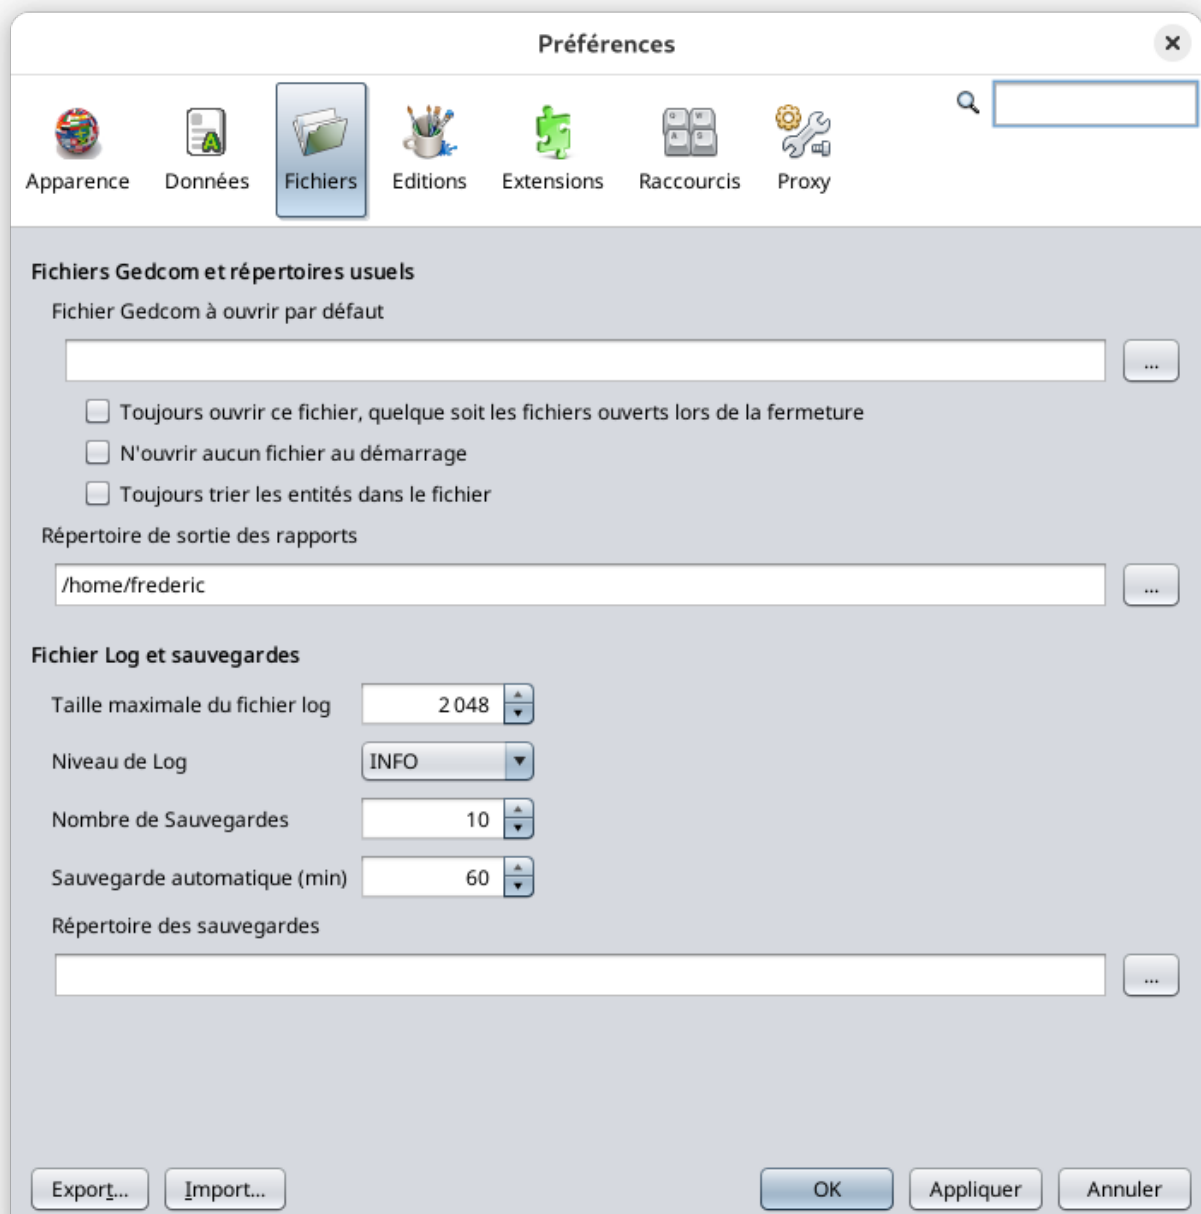 Préférences
Apparence
Données
Fichiers
Editions
Extensions
Raccourcis
Proxy
Fichiers Gedcom et répertoires usuels
Fichier Gedcom à ouvrir par défaut
...
Toujours ouvrir ce fichier, quelque soit les fichiers ouverts lors de la fermeture
N'ouvrir aucun fichier au démarrage
Toujours trier les entités dans le fichier
Répertoire de sortie des rapports
/home/frederic
...
Fichier Log et sauvegardes
Taille maximale du fichier log 2 048
Niveau de Log INFO
Nombre de Sauvegardes 10
Sauvegarde automatique (min) 60
Répertoire des sauvegardes
...
Export... Import... OK Appliquer Annuler